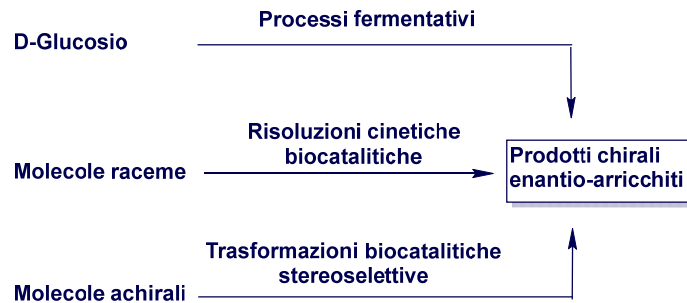 Processi fermentativi
D-Glucosio
Risoluzioni cinetiche
biocatalitiche
Molecole raceme
Prodotti chirali
enantio-arricchiti
Trasformazioni biocatalitiche
stereoselettive
Molecole achirali